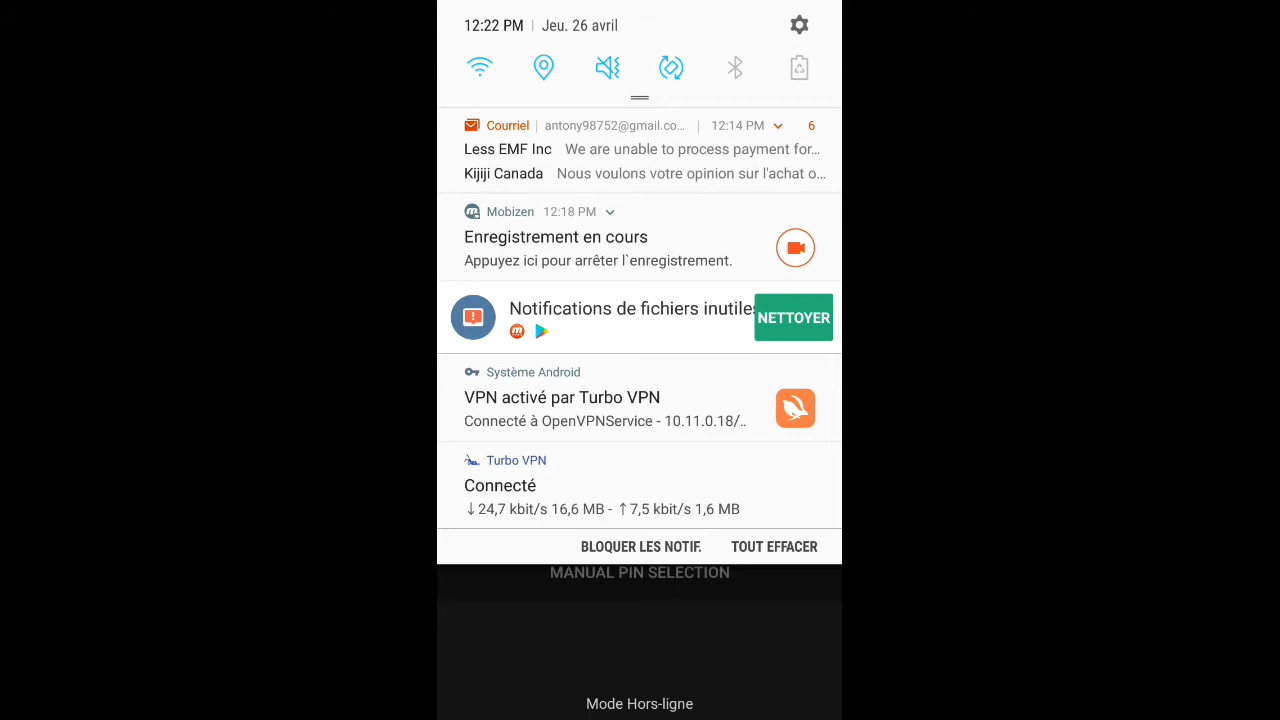 12:22 PM | Jeu. 26 avril
Courriel | antony98752@gmail.co... | 12:14 PM 6
Less EMF Inc We are unable to process payment for...
Kijiji Canada Nous voulons votre opinion sur l'achat o...
Mobizen 12:18 PM
Enregistrement en cours
Appuyez ici pour arrêter l`enregistrement.
Notifications de fichiers inutiles
NETTOYER
Système Android
VPN activé par Turbo VPN
Connecté à OpenVPNService - 10.11.0.18/..
Turbo VPN
Connecté
↓24,7 kbit/s 16,6 MB - ↑7,5 kbit/s 1,6 MB
BLOQUER LES NOTIF. TOUT EFFACER
MANUAL PIN SELECTION
Mode Hors-ligne